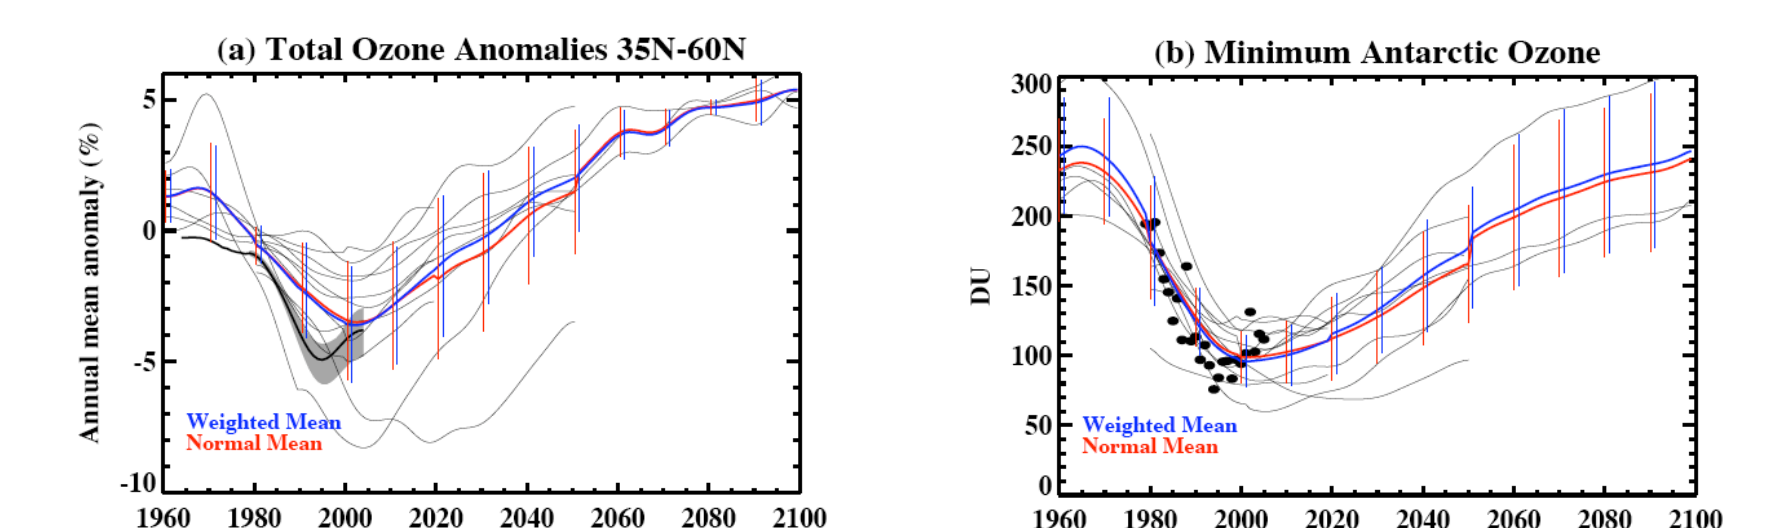 (a) Total Ozone Anomalies 35N-60N
Annual mean anomaly (%)
5
0
-5
-10
Weighted Mean
Normal Mean
1960 1980 2000 2020 2040 2060 2080 2100
(b) Minimum Antarctic Ozone
DU
300
250
200
150
100
50
0
Weighted Mean
Normal Mean
1960 1980 2000 2020 2040 2060 2080 2100